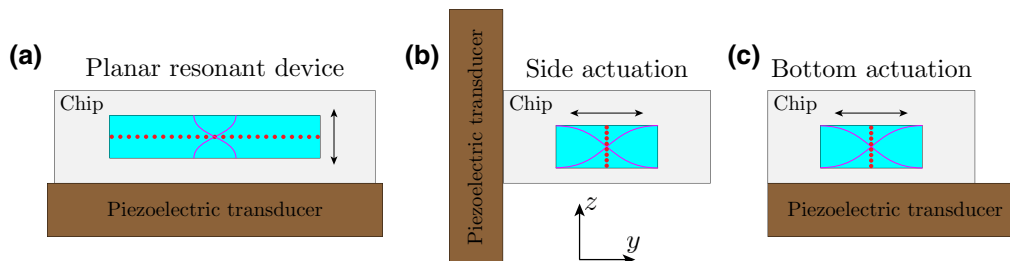 (a)
Planar resonant device
Chip
Piezoelectric transducer
(b)
Piezoelectric transducer
Side actuation
Chip
z
y
(c)
Bottom actuation
Chip
Piezoelectric transducer